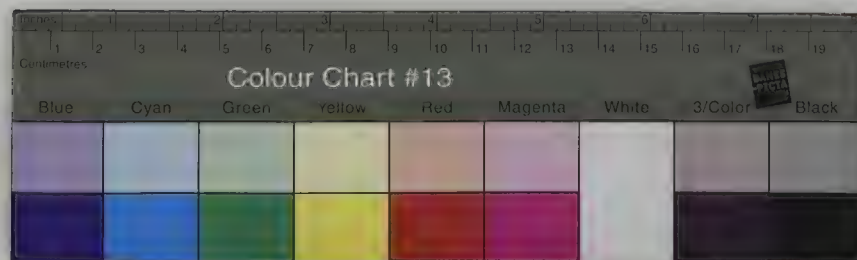 Inches 1 2 3 4 5 6 7
1 2 3 4 5 6 7 8 9 10 11 12 13 14 15 16 17 18 19
Centimetres
Colour Chart #13
Blue Cyan Green Yellow Red Magenta White 3/Color Black